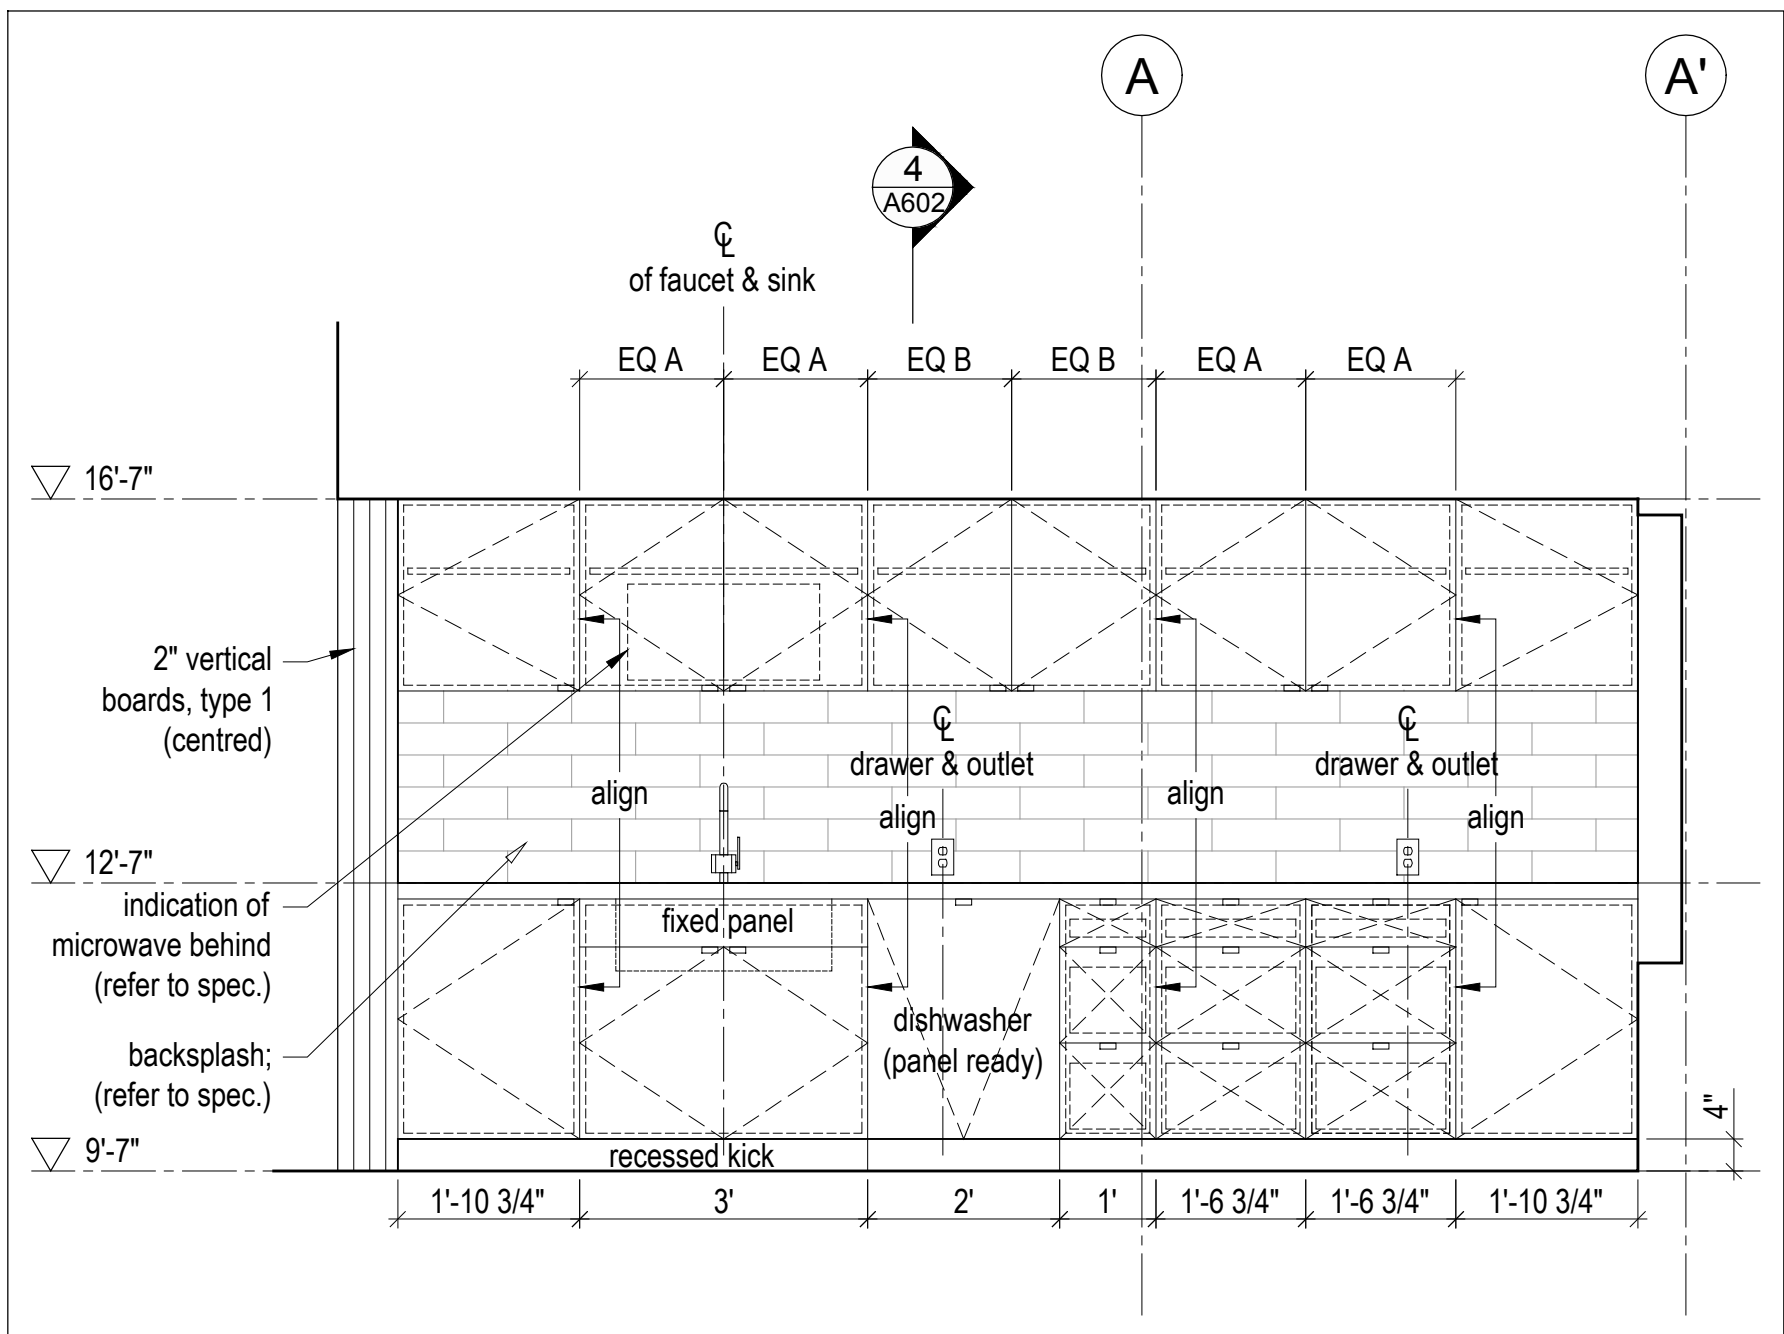 A
A'
4
A602
℄
of faucet & sink
EQ A
EQ A
EQ B
EQ B
EQ A
EQ A
16'-7"
2" vertical
boards, type 1
(centred)
℄
drawer & outlet
℄
drawer & outlet
align
align
align
align
12'-7"
indication of
microwave behind
(refer to spec.)
fixed panel
dishwasher
(panel ready)
backsplash;
(refer to spec.)
4"
9'-7"
recessed kick
1'-10 3/4"
3'
2'
1'
1'-6 3/4"
1'-6 3/4"
1'-10 3/4"